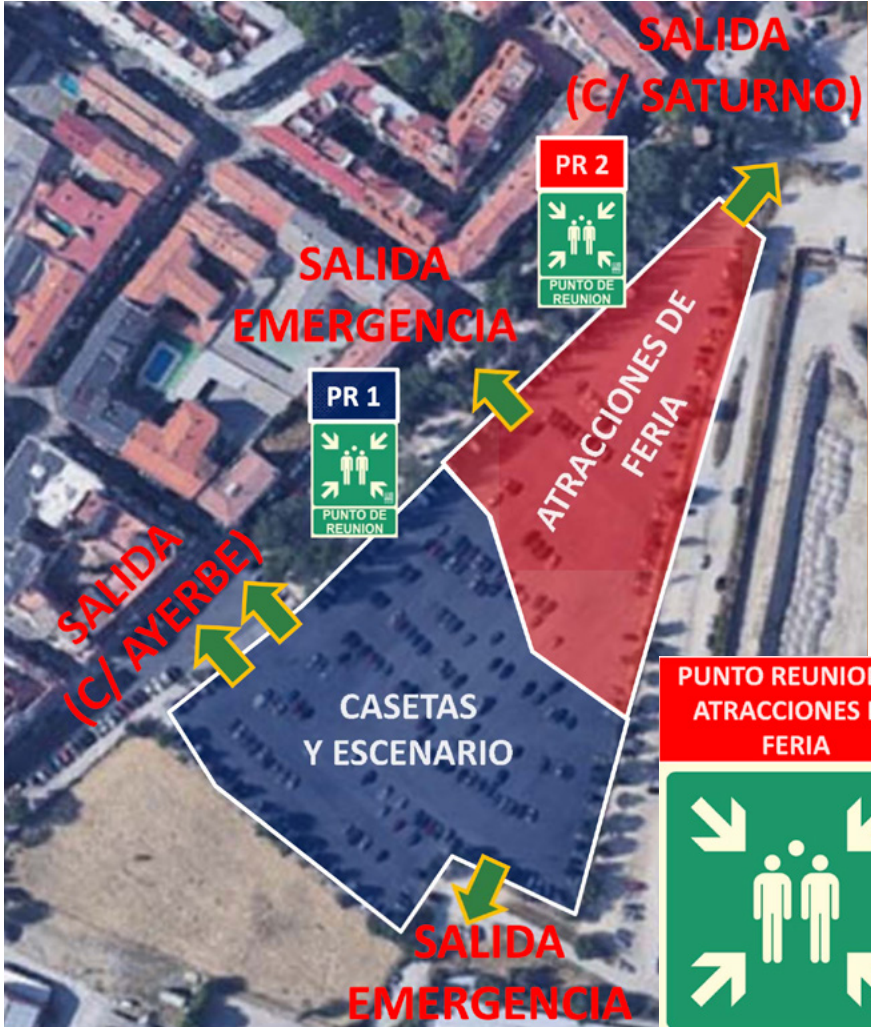 SALIDA
(C/ SATURNO)
PR 2
PUNTO DE
REUNION
SALIDA
EMERGENCIA
ATRACCIONES DE
FERIA
PR 1
PUNTO DE
REUNION
SALIDA
(C/ AYERBE)
CASETAS
Y ESCENARIO
PUNTO REUNION
ATRACCIONES
FERIA
SALIDA
EMERGENCIA